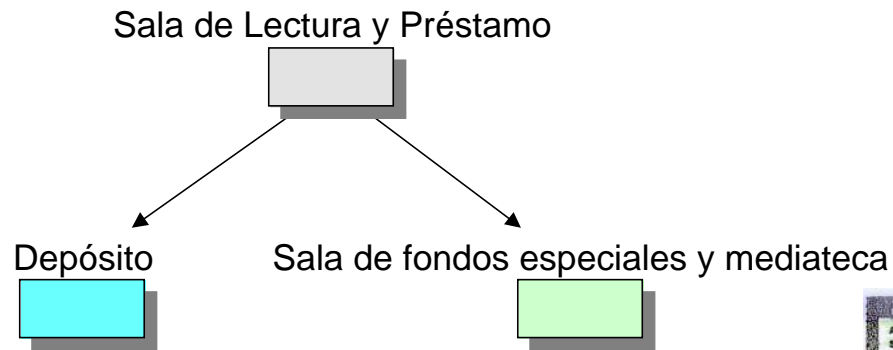 Sala de Lectura y Préstamo
Depósito
Sala de fondos especiales y mediateca